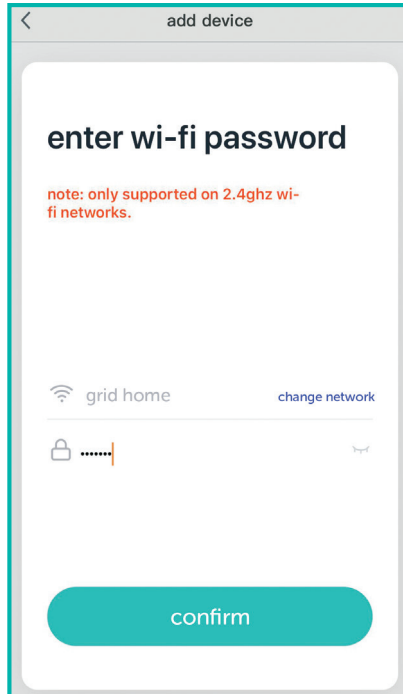 add device
enter wi-fi password
note: only supported on 2.4ghz wi-
fi networks.
grid home change network
•••••••
confirm